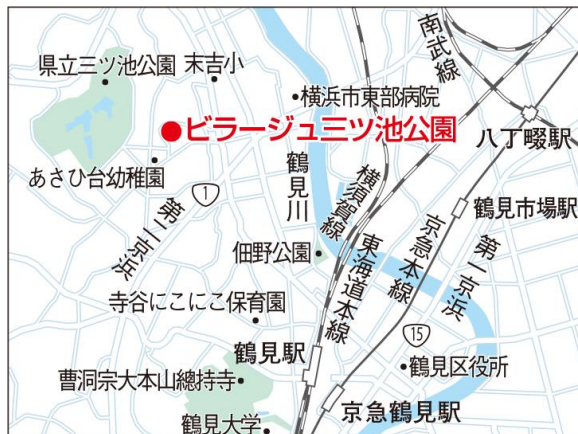 南武線
県立三ツ池公園
末吉小
横浜市東部病院
ビラージュ三ツ池公園
八丁畷駅
あさひ台幼稚園
鶴見川
横須賀線
鶴見市場駅
1
第二京浜
佃野公園
東海道本線
京急本線
第一京浜
寺谷にこにこ保育園
15
鶴見駅
鶴見区役所
曹洞宗大本山總持寺
京急鶴見駅
鶴見大学